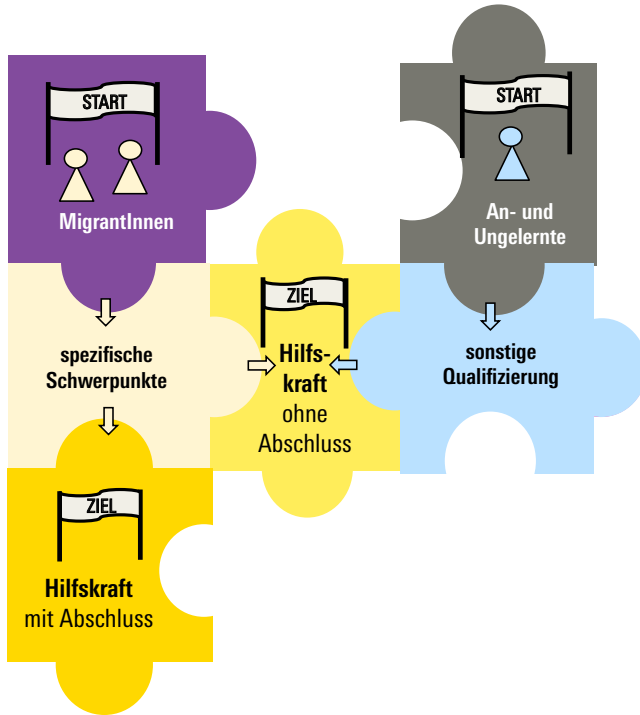 START
MigrantInnen
START
An- und
Ungelernte
spezifische
Schwerpunkte
ZIEL
Hilfs-
kraft
ohne
Abschluss
sonstige
Qualifizierung
ZIEL
Hilfskraft
mit Abschluss